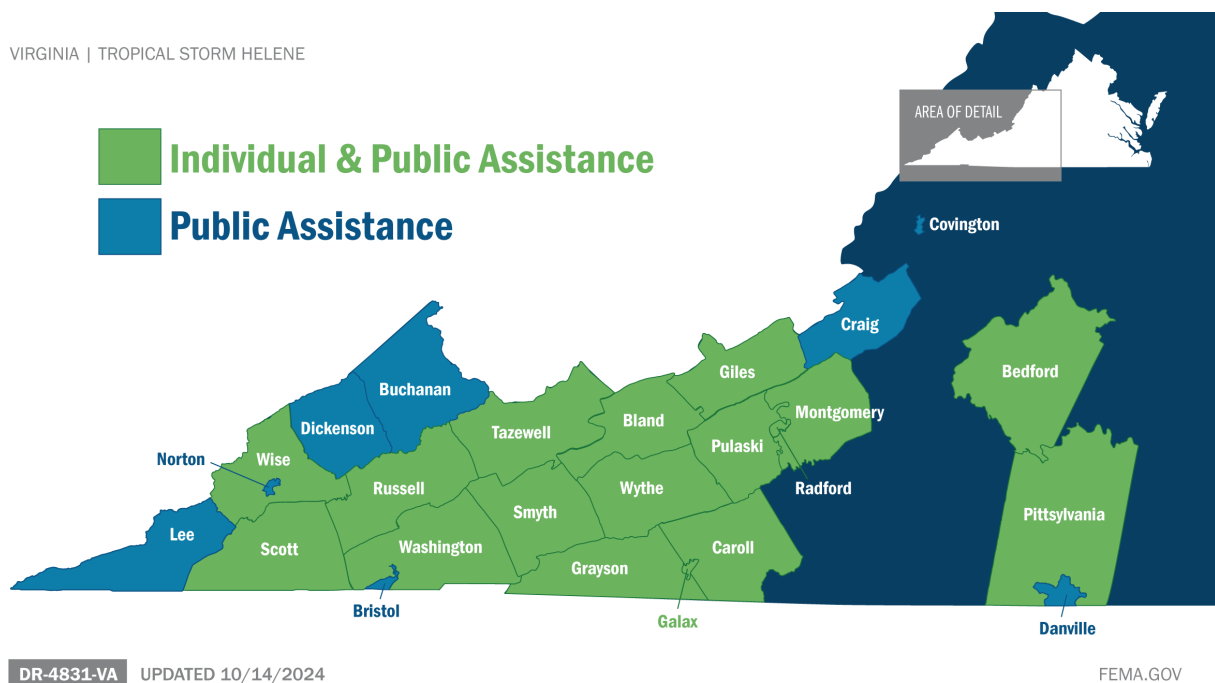 VIRGINIA | TROPICAL STORM HELENE
AREA OF DETAIL
Individual & Public Assistance
Public Assistance
Covington
Craig
Giles
Bedford
Buchanan
Montgomery
Bland
Dickenson
Tazewell
Pulaski
Norton
Wise
Russell
Wythe
Radford
Smyth
Pittsylvania
Lee
Scott
Washington
Caroll
Grayson
Bristol
Galax
Danville
DR-4831-VA UPDATED 10/14/2024
FEMA.GOV